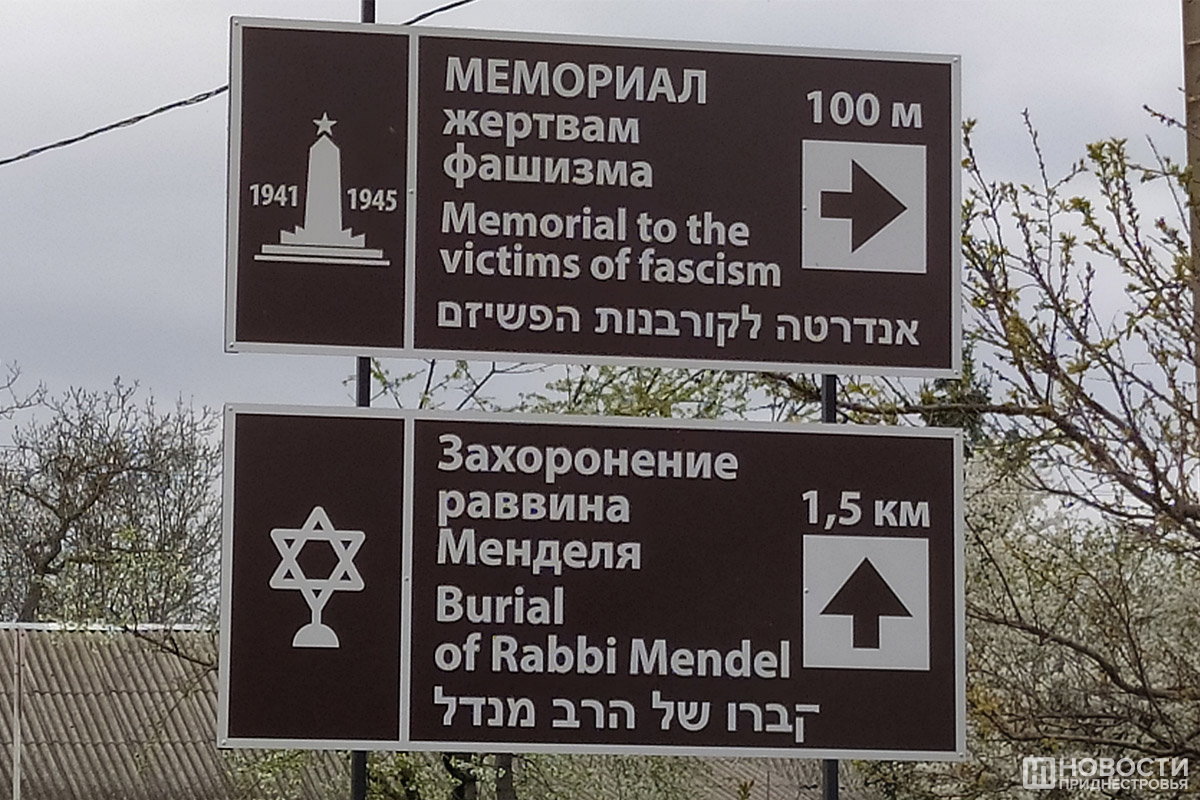 1941 1945
МЕМОРИАЛ
жертвам
фашизма
100 м
Memorial to the
victims of fascism
אנדרטה לקורבנות הפשיזם
Захоронение
раввина
Менделя
1,5 км
Burial
of Rabbi Mendel
קברו של הרב מנדל
НОВОСТИ
ПРИДНЕСТРОВЬЯ